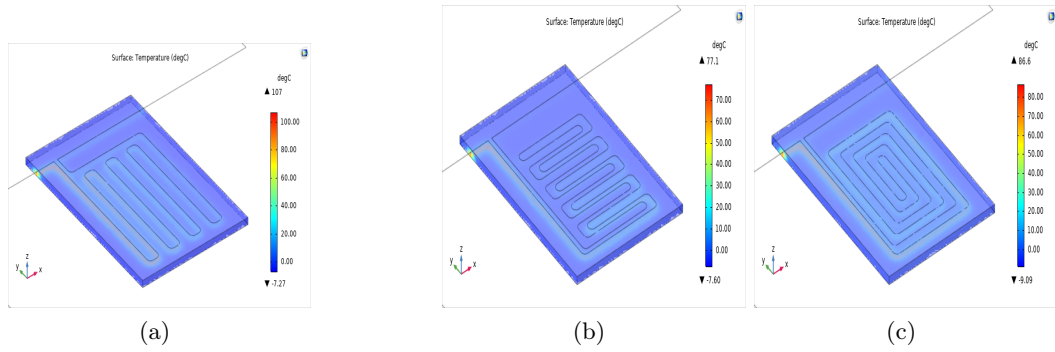 Surface: Temperature (degC)
degC
▲ 107
100.00
80.00
60.00
40.00
20.00
0.00
▼ -7.27
z
y
x
(a)
Surface: Temperature (degC)
degC
▲ 77.1
70.00
60.00
50.00
40.00
30.00
20.00
10.00
0.00
▼ -7.60
z
y
x
(b)
Surface: Temperature (degC)
degC
▲ 86.6
80.00
70.00
60.00
50.00
40.00
30.00
20.00
10.00
0.00
▼ -9.09
z
y
x
(c)